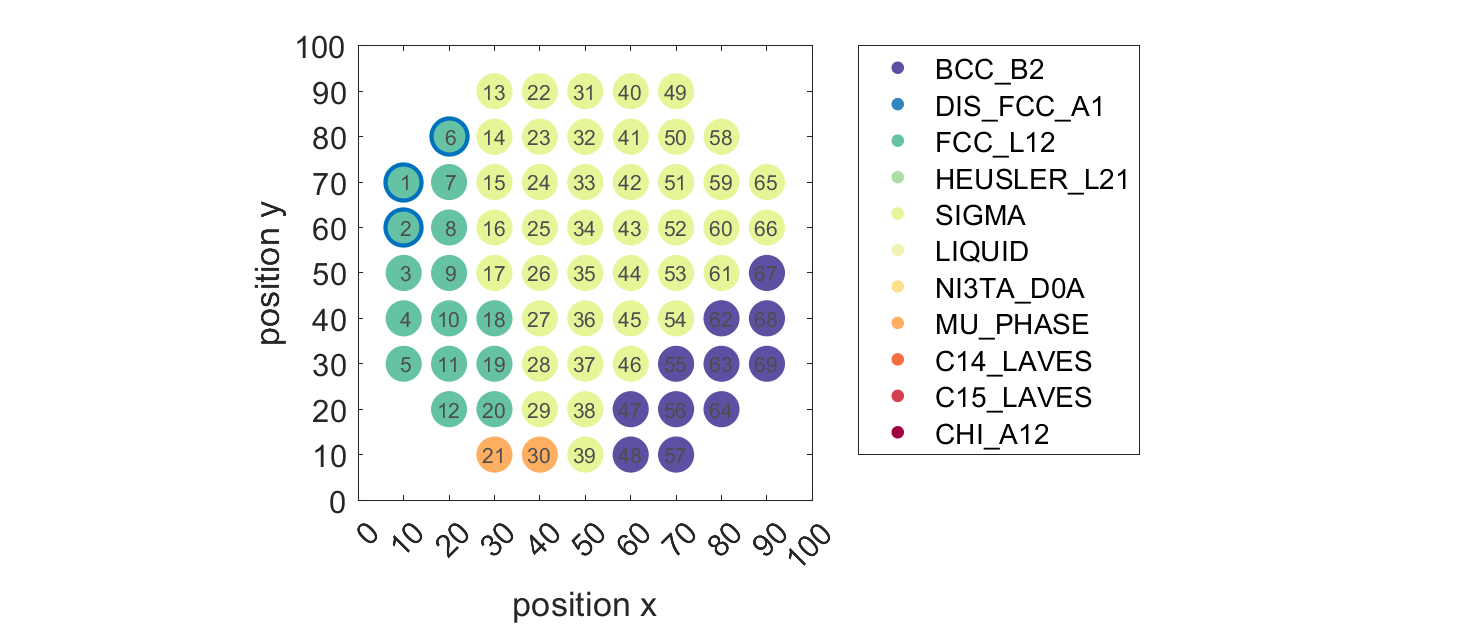 100
90 13 22 31 40 49
80 6 14 23 32 41 50 58
70 1 7 15 24 33 42 51 59 65
60 2 8 16 25 34 43 52 60 66
50 3 9 17 26 35 44 53 61 67
40 4 10 18 27 36 45 54 62 68
30 5 11 19 28 37 46 55 63 69
20 12 20 29 38 47 56 64
10 21 30 39 48 57
0
0 10 20 30 40 50 60 70 80 90 100
position x
position y
BCC_B2
DIS_FCC_A1
FCC_L12
HEUSLER_L21
SIGMA
LIQUID
NI3TA_D0A
MU_PHASE
C14_LAVES
C15_LAVES
CHI_A12